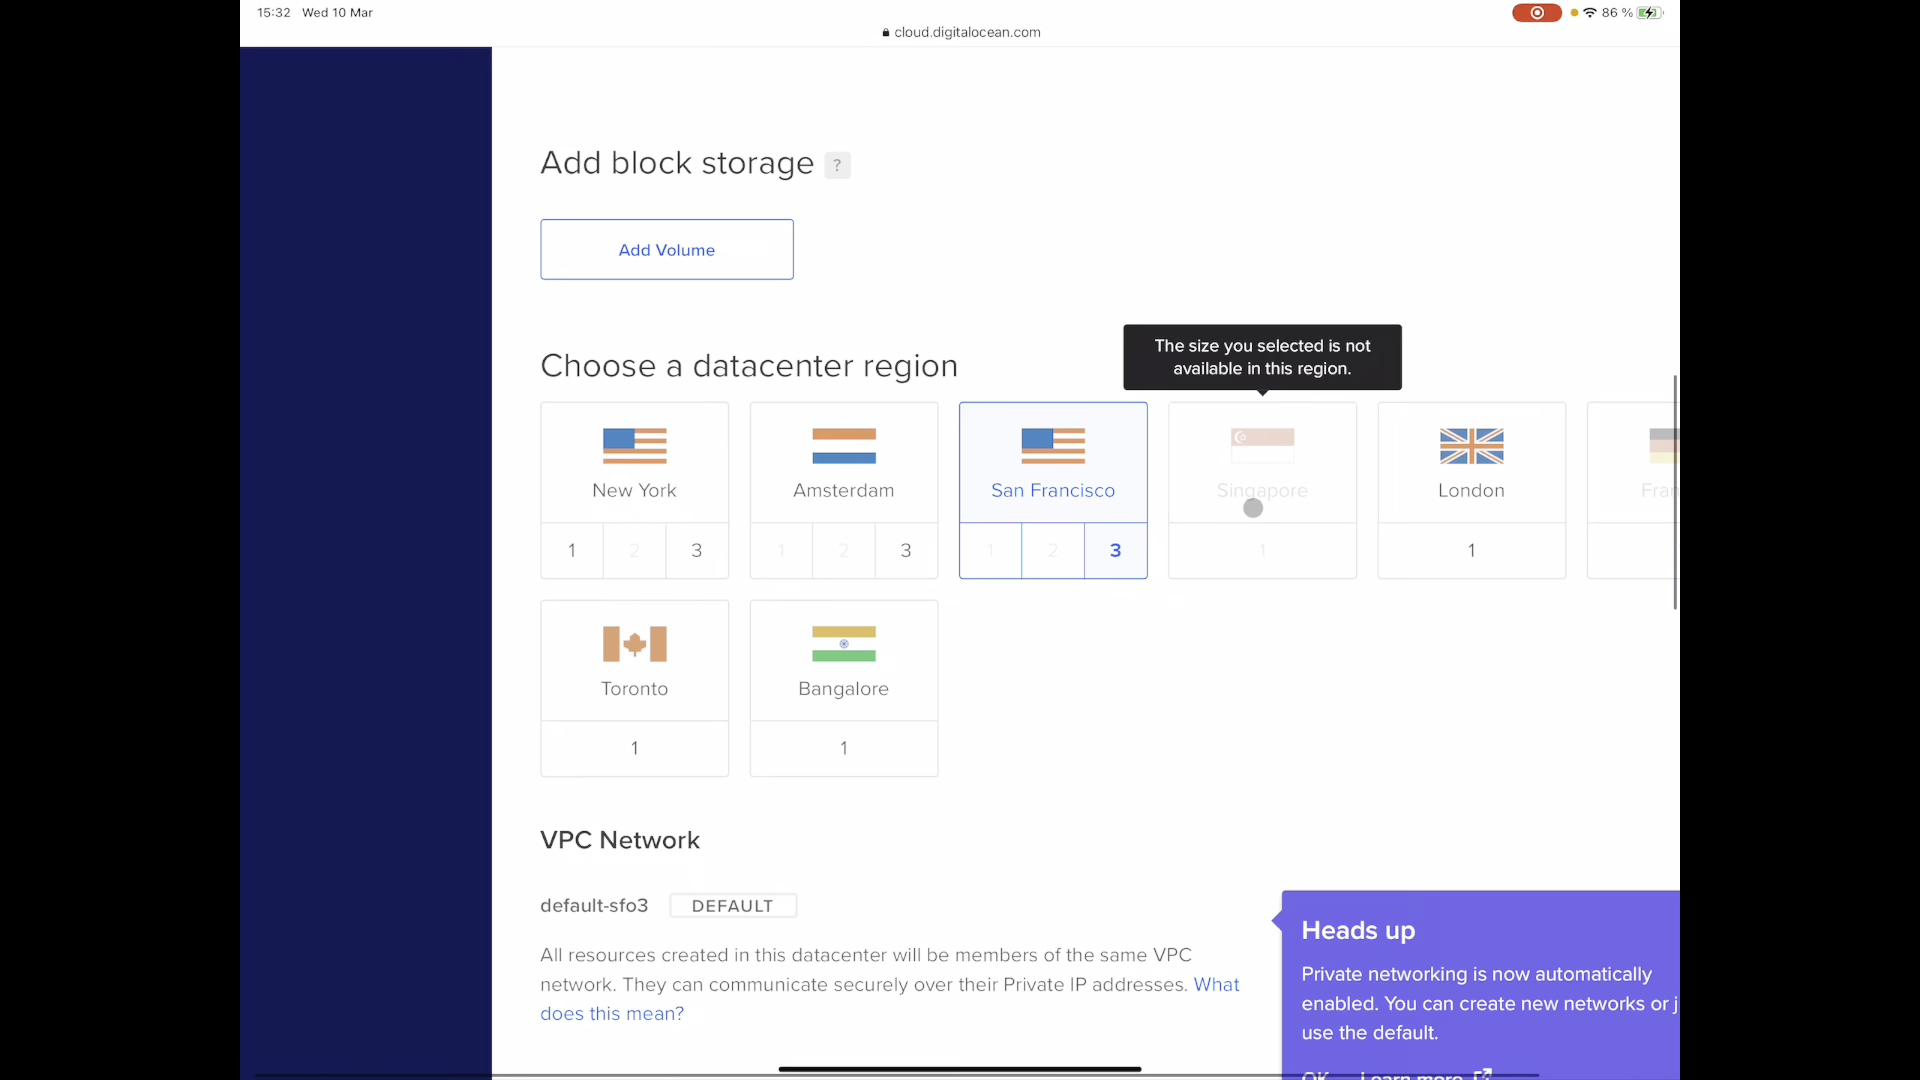 15:32 Wed 10 Mar
86 %
cloud.digitalocean.com
Add block storage ?
Add Volume
The size you selected is not
available in this region.
Choose a datacenter region
New York
Amsterdam
San Francisco
Singapore
London
Fran
1 2 3
1 2 3
1 2 3
1
1
Toronto
Bangalore
1
1
VPC Network
default-sfo3 DEFAULT
All resources created in this datacenter will be members of the same VPC
network. They can communicate securely over their Private IP addresses. What
does this mean?
Heads up
Private networking is now automatically
enabled. You can create new networks or j
use the default.
OK Learn more